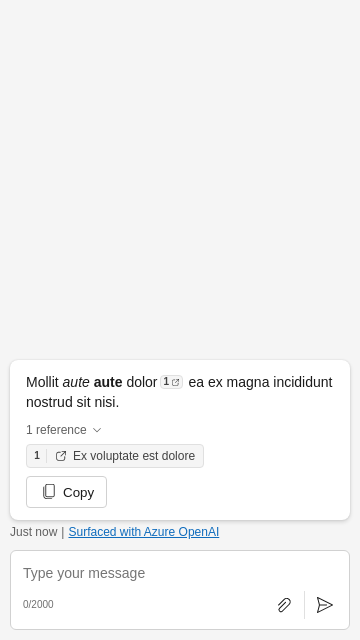 Mollit aute aute dolor 1 ea ex magna incididunt
nostrud sit nisi.
1 reference
1 Ex voluptate est dolore
Copy
Just now | Surfaced with Azure OpenAI
Type your message
0/2000